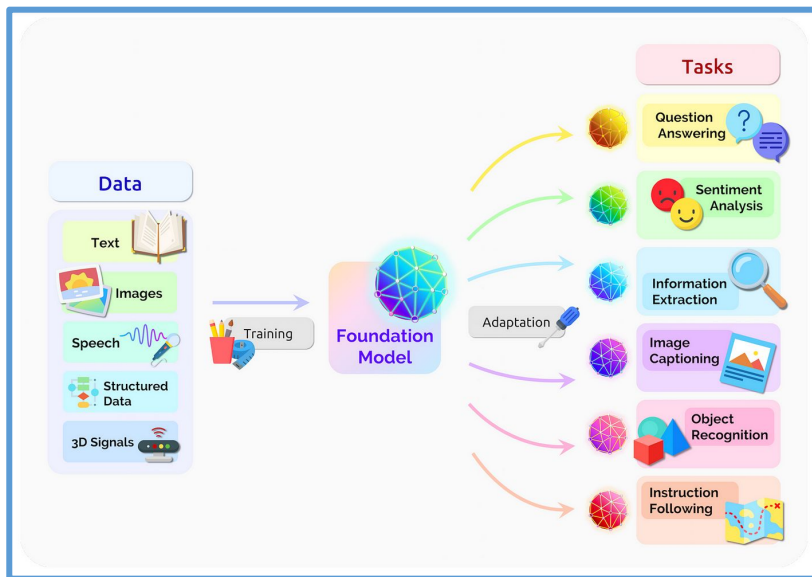 Data
Text
Images
Speech
Structured
Data
3D Signals
Training
Foundation
Model
Adaptation
Tasks
Question
Answering
?
Sentiment
Analysis
Information
Extraction
Image
Captioning
Object
Recognition
Instruction
Following